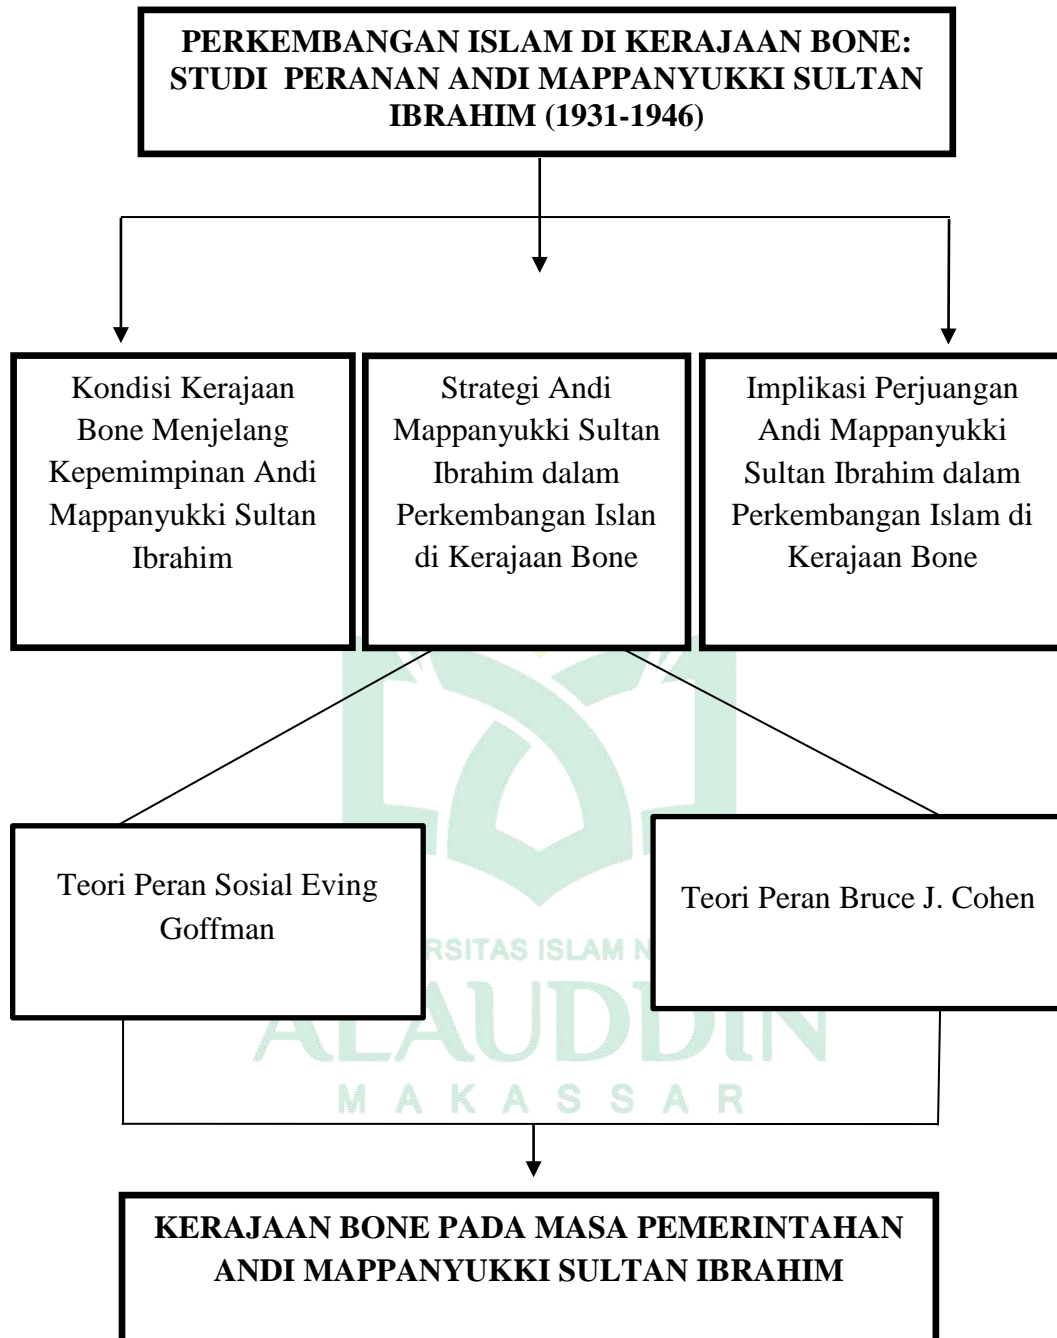 PERKEMBANGAN ISLAM DI KERAJAAN BONE:
STUDI PERANAN ANDI MAPPANYUKKI SULTAN
IBRAHIM (1931-1946)
Kondisi Kerajaan
Bone Menjelang
Kepemimpinan Andi
Mappanyukki Sultan
Ibrahim
Strategi Andi
Mappanyukki Sultan
Ibrahim dalam
Perkembangan Islan
di Kerajaan Bone
Implikasi Perjuangan
Andi Mappanyukki
Sultan Ibrahim dalam
Perkembangan Islam di
Kerajaan Bone
Teori Peran Sosial Eving
Goffman
Teori Peran Bruce J. Cohen
RSITAS ISLAM N
ALAUDDIN
MAKASSAR
KERAJAAN BONE PADA MASA PEMERINTAHAN
ANDI MAPPANYUKKI SULTAN IBRAHIM